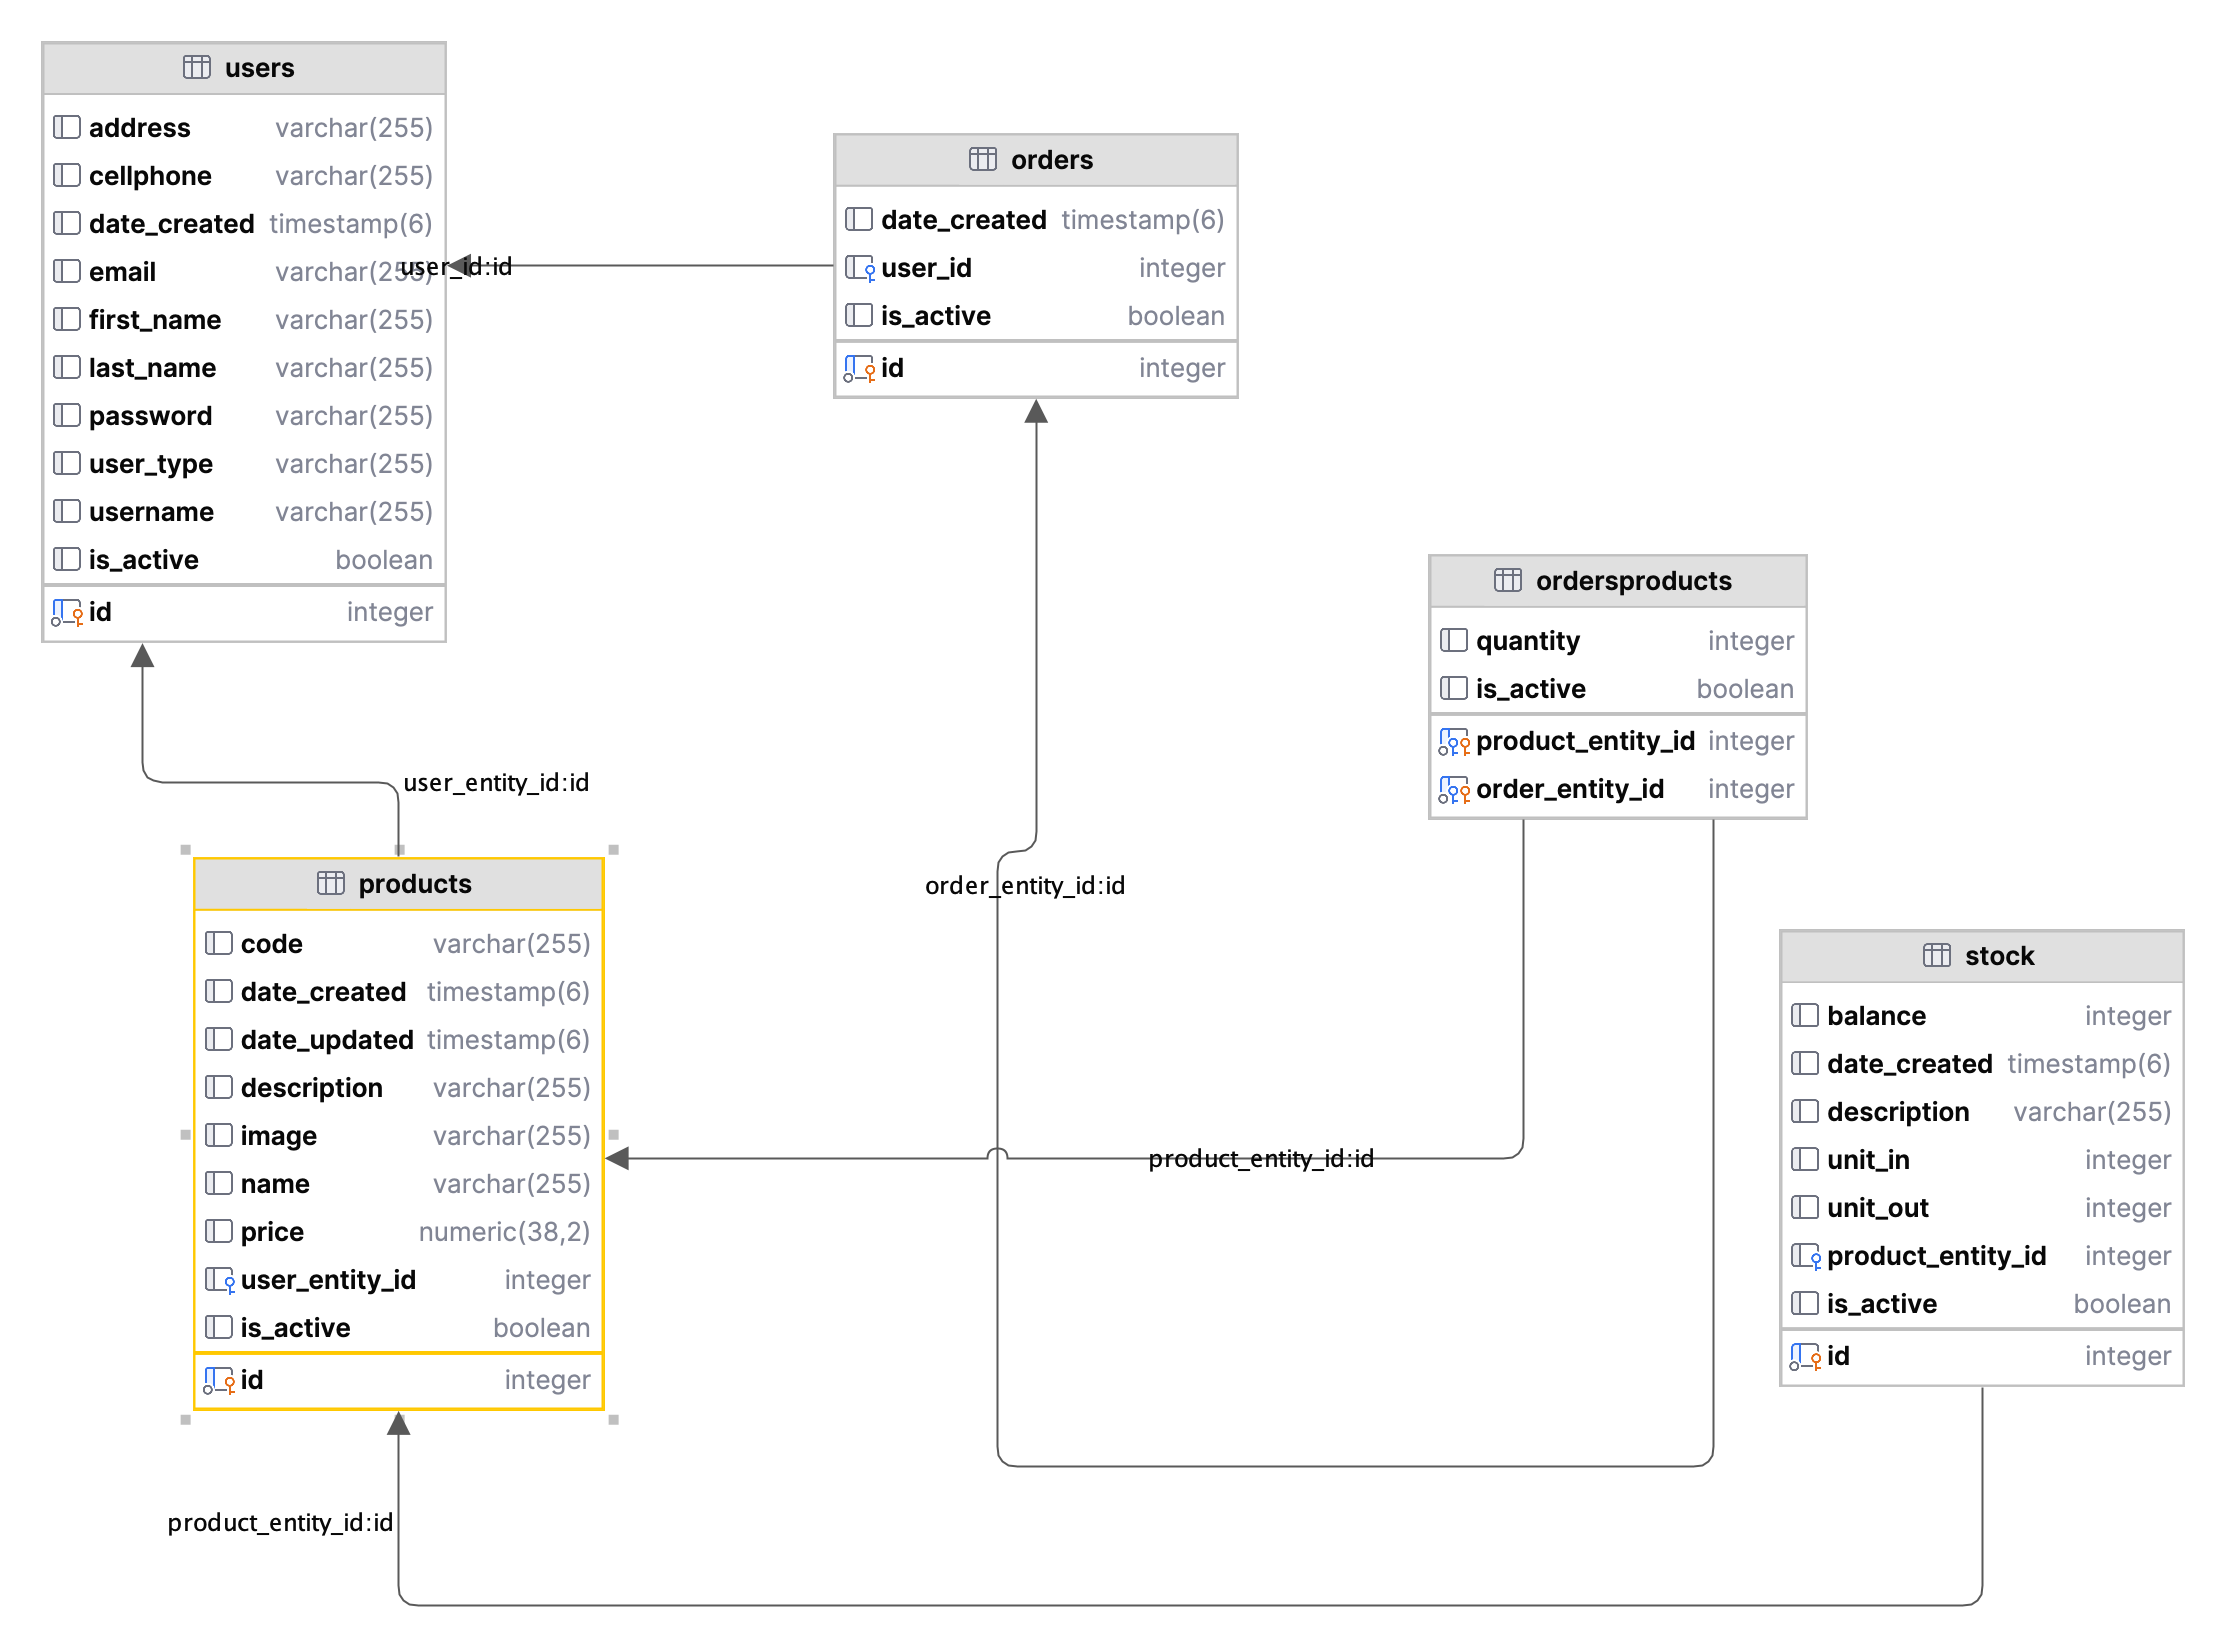 users
address varchar(255)
cellphone varchar(255)
date_created timestamp(6)
email varchar(255)
first_name varchar(255)
last_name varchar(255)
password varchar(255)
user_type varchar(255)
username varchar(255)
is_active boolean
id integer
user_id:id
orders
date_created timestamp(6)
user_id integer
is_active boolean
id integer
ordersproducts
quantity integer
is_active boolean
product_entity_id integer
order_entity_id integer
user_entity_id:id
order_entity_id:id
products
code varchar(255)
date_created timestamp(6)
date_updated timestamp(6)
description varchar(255)
image varchar(255)
name varchar(255)
price numeric(38,2)
user_entity_id integer
is_active boolean
id integer
product_entity_id:id
stock
balance integer
date_created timestamp(6)
description varchar(255)
unit_in integer
unit_out integer
product_entity_id integer
is_active boolean
id integer
product_entity_id:id